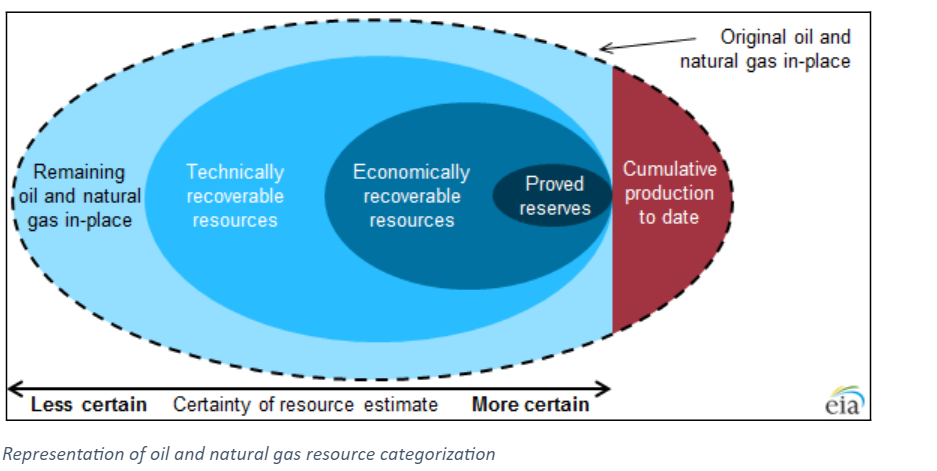 Original oil and
natural gas in-place
Remaining
oil and natural
gas in-place
Technically
recoverable
resources
Economically
recoverable
resources
Proved
reserves
Cumulative
production
to date
Less certain Certainty of resource estimate More certain
eia
Representation of oil and natural gas resource categorization